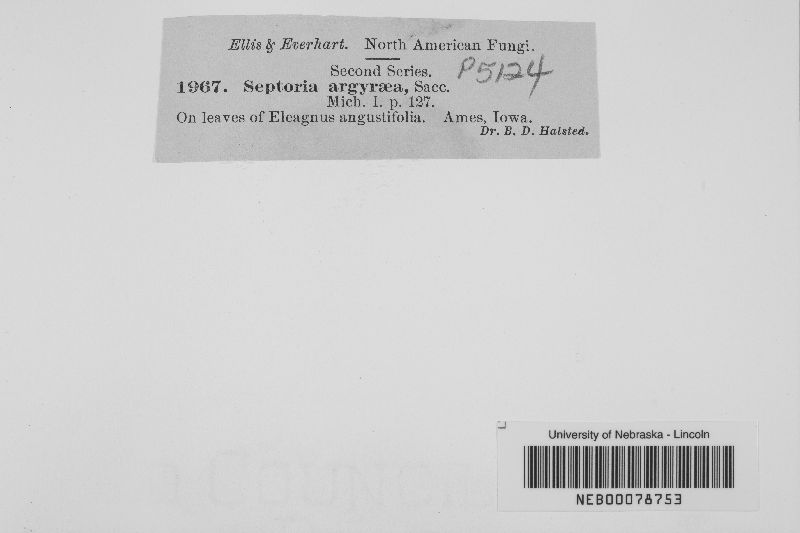 Ellis & Everhart. North American Fungi.
Second Series.
P5124
1967. Septoria argyræa, Sacc.
Mich. I. p. 127.
On leaves of Eleagnus angustifolia. Ames, Iowa.
Dr. B. D. Halsted.
University of Nebraska - Lincoln
NEB00078753